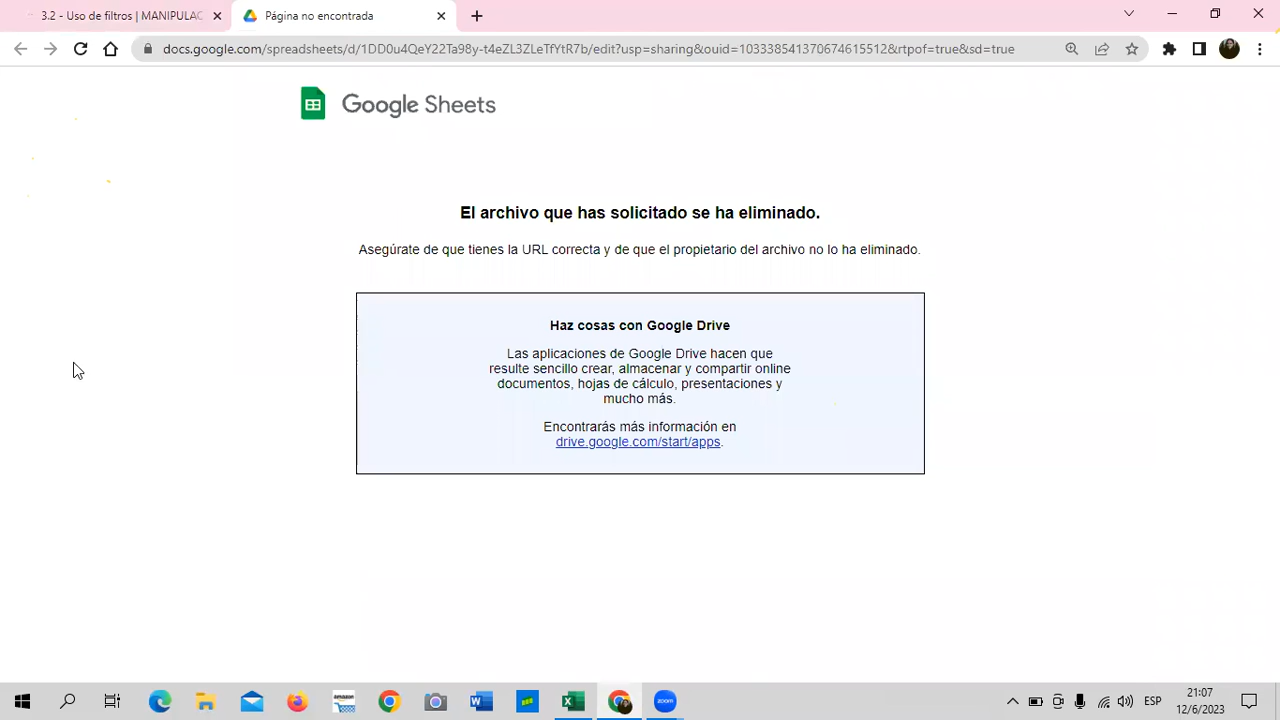 3.2 - Uso de filtros | MANIPULAC
Página no encontrada
docs.google.com/spreadsheets/d/1DD0u4QeY22Ta98y-t4eZL3ZLeTfYtR7b/edit?usp=sharing&ouid=103338541370674615512&rtpof=true&sd=true
Google Sheets
El archivo que has solicitado se ha eliminado.
Asegúrate de que tienes la URL correcta y de que el propietario del archivo no lo ha eliminado.
Haz cosas con Google Drive
Las aplicaciones de Google Drive hacen que
resulte sencillo crear, almacenar y compartir online
documentos, hojas de cálculo, presentaciones y
mucho más.
Encontrarás más información en
drive.google.com/start/apps.
amazon
zoom
ESP
21:07
12/6/2023